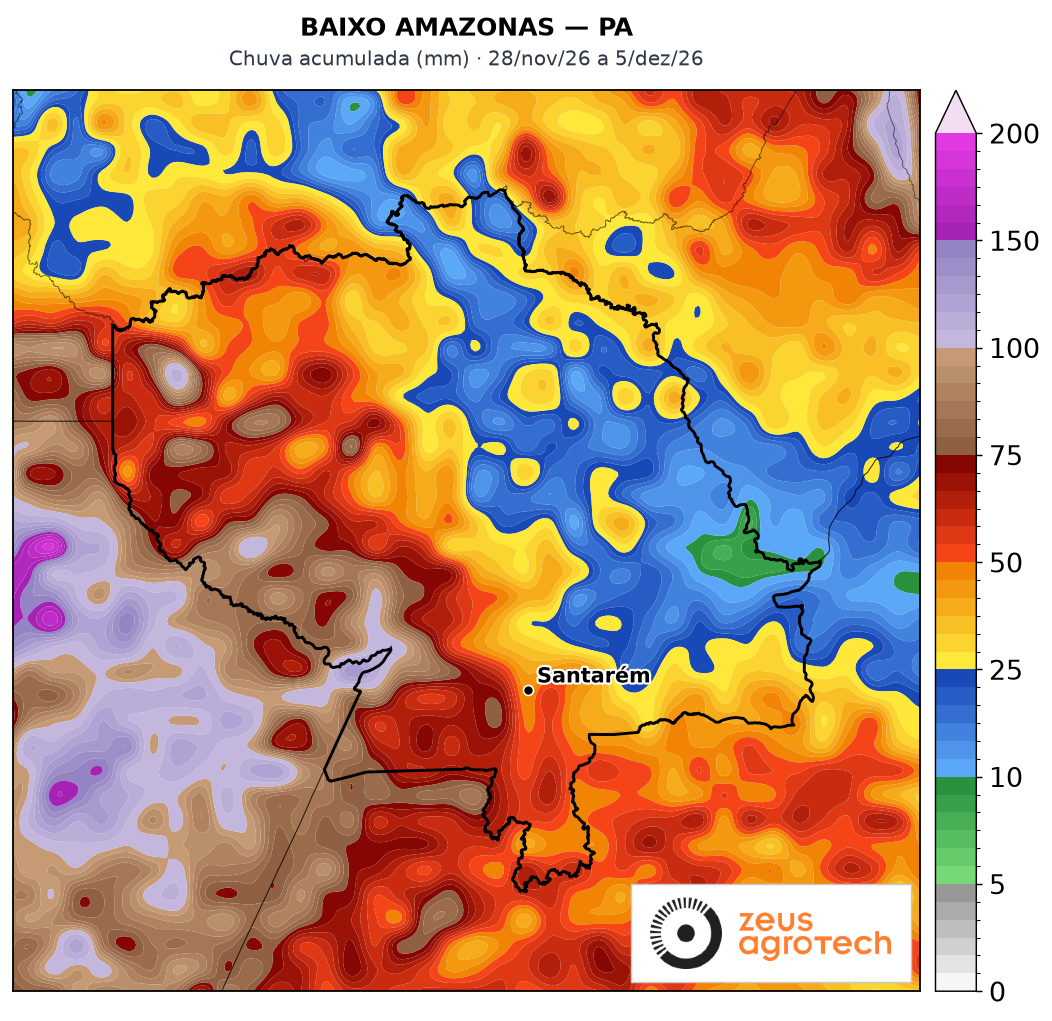 BAIXO AMAZONAS — PA
Chuva acumulada (mm) · 28/nov/26 a 5/dez/26
200
150
100
75
50
25
10
5
0
Santarém
zeus
agrotech